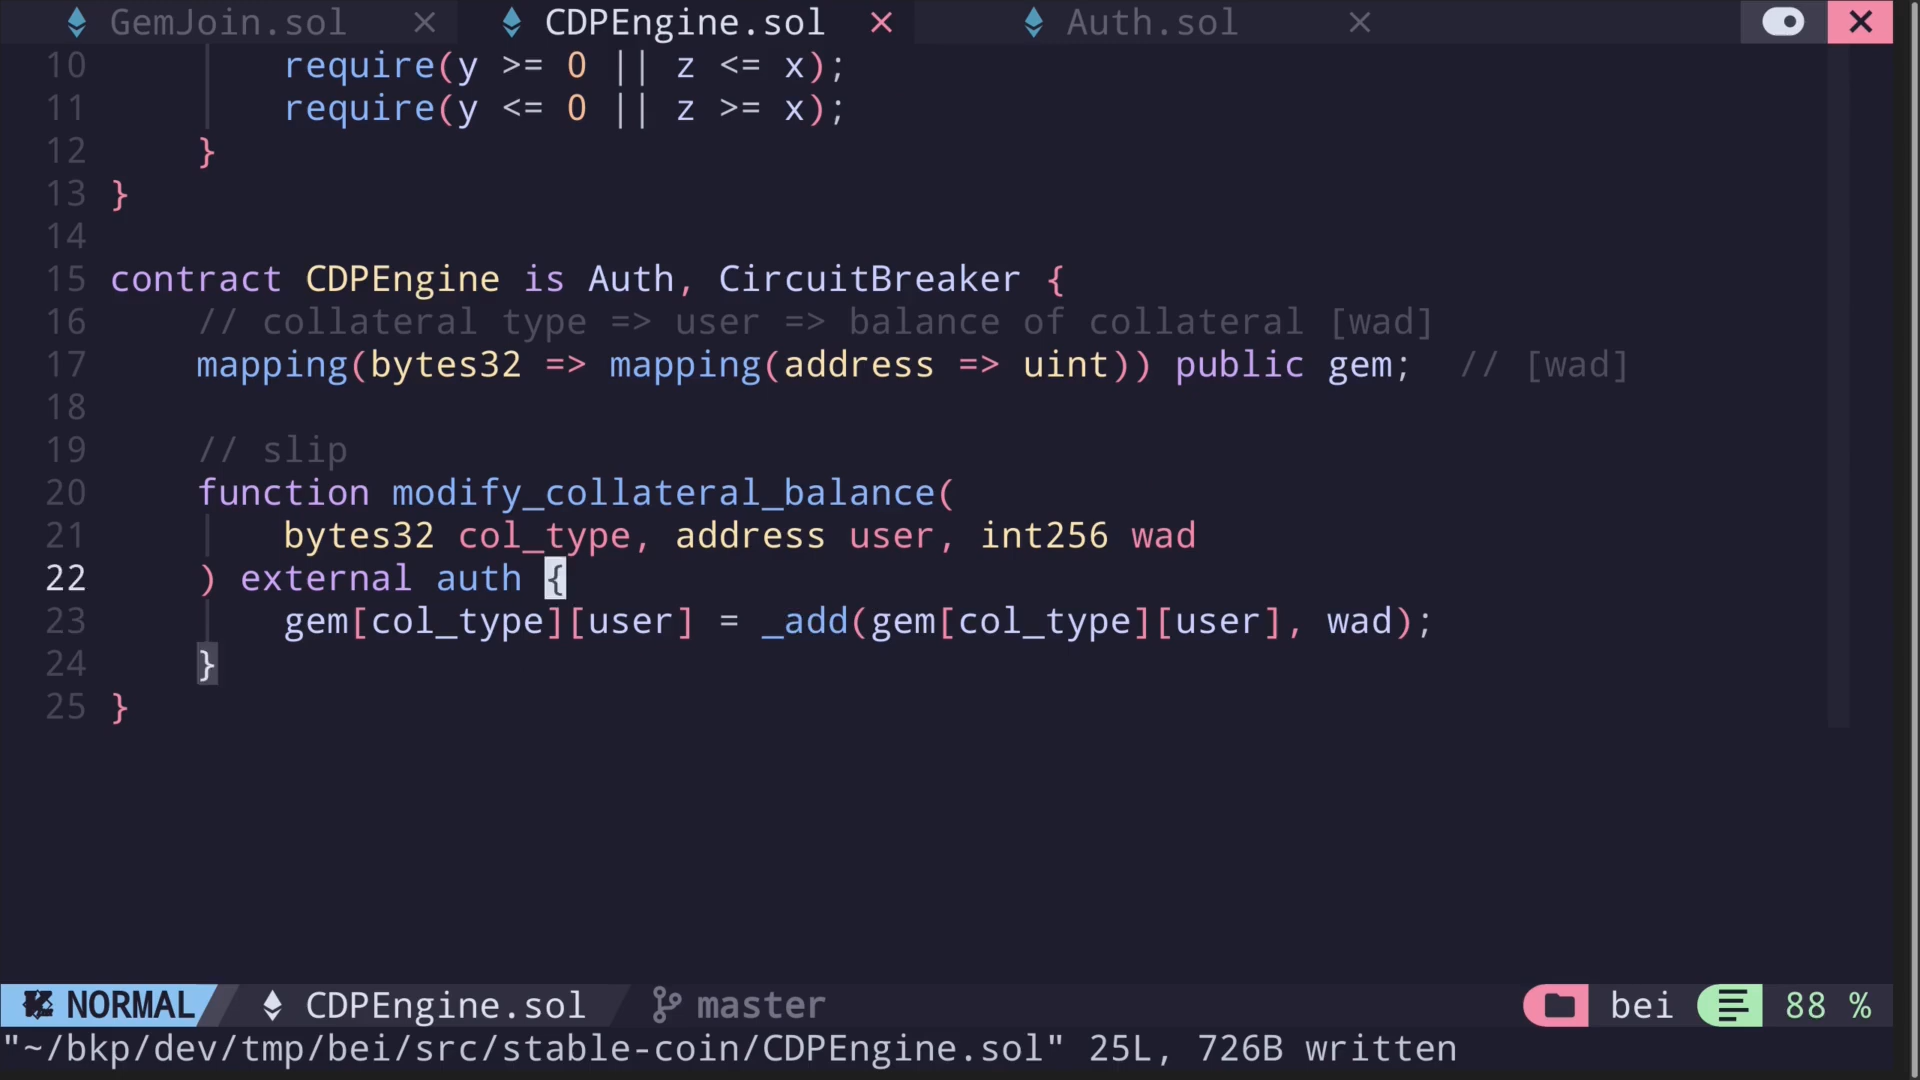 GemJoin.sol × CDPEngine.sol × Auth.sol ×
10 require(y >= 0 || z <= x);
11 require(y <= 0 || z >= x);
12 }
13 }
14
15 contract CDPEngine is Auth, CircuitBreaker {
16 // collateral type => user => balance of collateral [wad]
17 mapping(bytes32 => mapping(address => uint)) public gem; // [wad]
18
19 // slip
20 function modify_collateral_balance(
21 bytes32 col_type, address user, int256 wad
22 ) external auth {
23 gem[col_type][user] = _add(gem[col_type][user], wad);
24 }
25 }
NORMAL CDPEngine.sol master bei 88 %
"~/bkp/dev/tmp/bei/src/stable-coin/CDPEngine.sol" 25L, 726B written